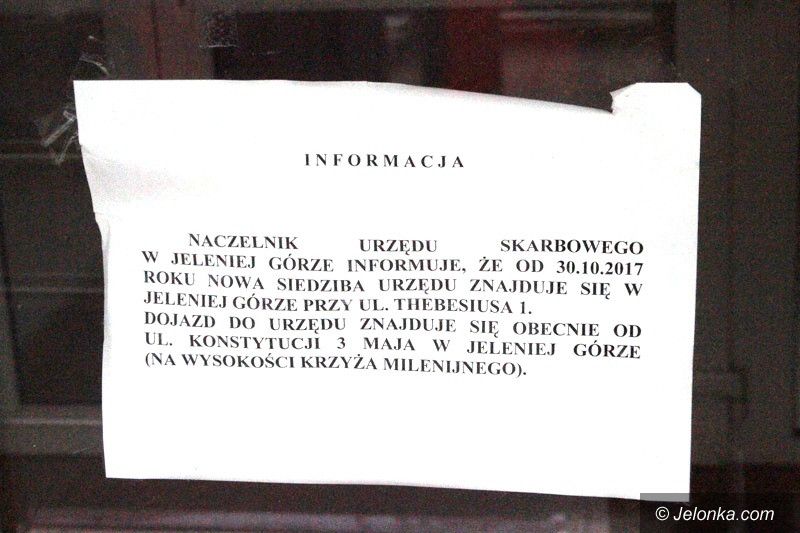 INFORMACJA
NACZELNIK URZĘDU SKARBOWEGO
W JELENIEJ GÓRZE INFORMUJE, ŻE OD 30.10.2017
ROKU NOWA SIEDZIBA URZĘDU ZNAJDUJE SIĘ W
JELENIEJ GÓRZE PRZY UL. THEBESIUSA 1.
DOJAZD DO URZĘDU ZNAJDUJE SIĘ OBECNIE OD
UL. KONSTYTUCJI 3 MAJA W JELENIEJ GÓRZE
(NA WYSOKOŚCI KRZYŻA MILENIJNEGO).
© Jelonka.com